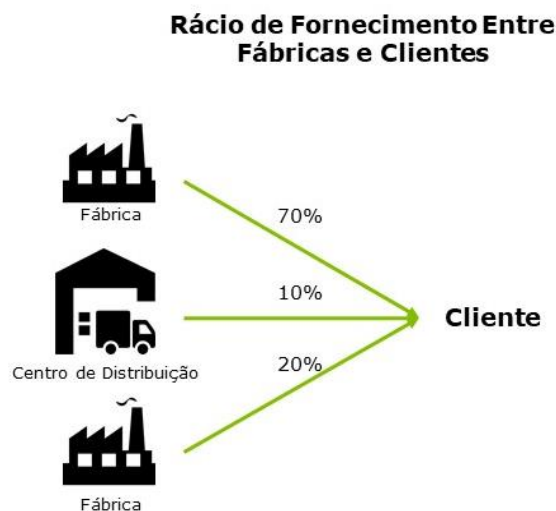 Rácio de Fornecimento Entre
Fábricas e Clientes
Fábrica
70%
10%
Cliente
Centro de Distribuição
20%
Fábrica